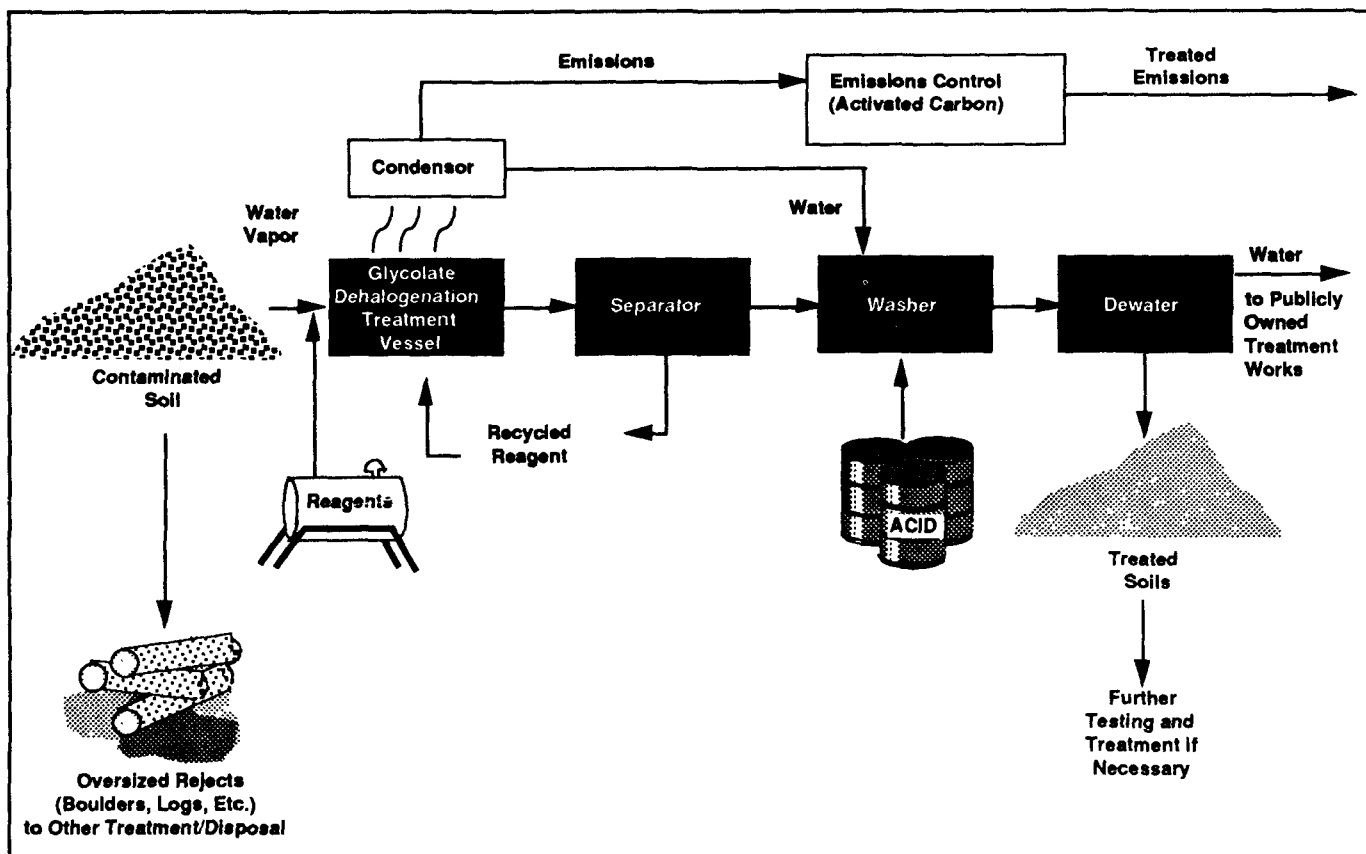 Emissions
Emissions Control
(Activated Carbon)
Treated
Emissions
Condensor
Water
Vapor
Water
Contaminated
Soil
Glycolate
Dehalogenation
Treatment
Vessel
Separator
Washer
Dewater
Water
to Publicly
Owned
Treatment
Works
Recycled
Reagent
Reagents
ACID
Treated
Soils
Oversized Rejects
(Boulders, Logs, Etc.)
to Other Treatment/Disposal
Further
Testing and
Treatment if
Necessary